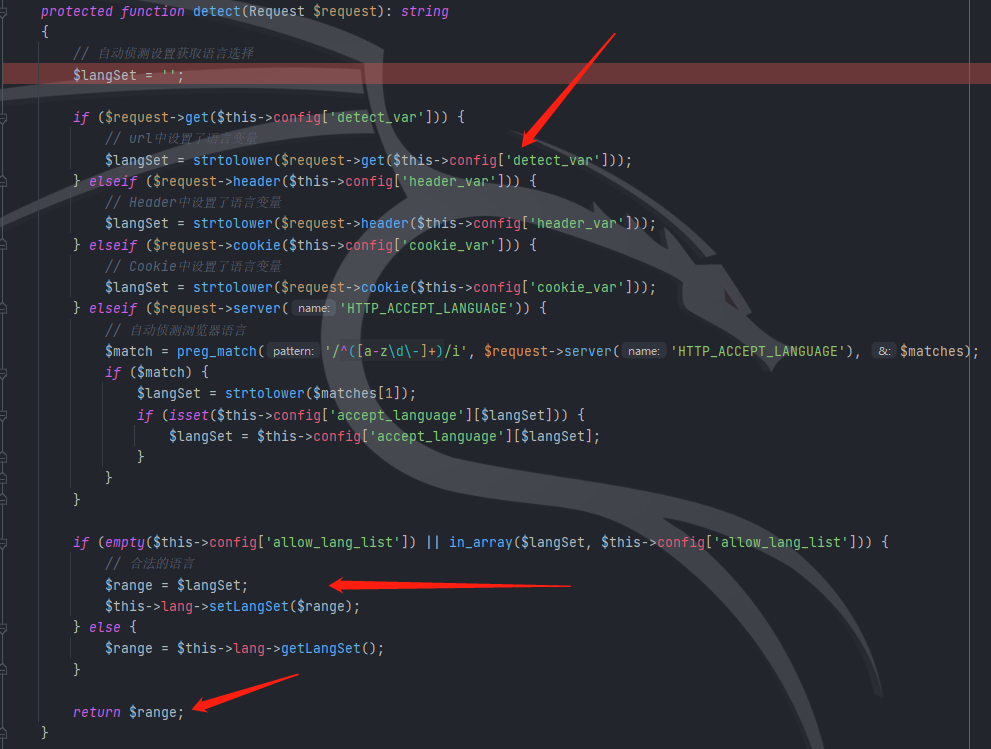 protected function detect(Request $request): string
{
// 自动侦测设置获取语言选择
$langSet = '';
if ($request->get($this->config['detect_var'])) {
// url中设置了语言变量
$langSet = strtolower($request->get($this->config['detect_var']));
} elseif ($request->header($this->config['header_var'])) {
// Header中设置了语言变量
$langSet = strtolower($request->header($this->config['header_var']));
} elseif ($request->cookie($this->config['cookie_var'])) {
// Cookie中设置了语言变量
$langSet = strtolower($request->cookie($this->config['cookie_var']));
} elseif ($request->server( name: 'HTTP_ACCEPT_LANGUAGE')) {
// 自动侦测浏览器语言
$match = preg_match( pattern: '/^([a-z\d\-]+)/i', $request->server( name: 'HTTP_ACCEPT_LANGUAGE'), &: $matches);
if ($match) {
$langSet = strtolower($matches[1]);
if (isset($this->config['accept_language'][$langSet])) {
$langSet = $this->config['accept_language'][$langSet];
}
}
}
if (empty($this->config['allow_lang_list']) || in_array($langSet, $this->config['allow_lang_list'])) {
// 合法的语言
$range = $langSet;
$this->lang->setLangSet($range);
} else {
$range = $this->lang->getLangSet();
}
return $range;
}